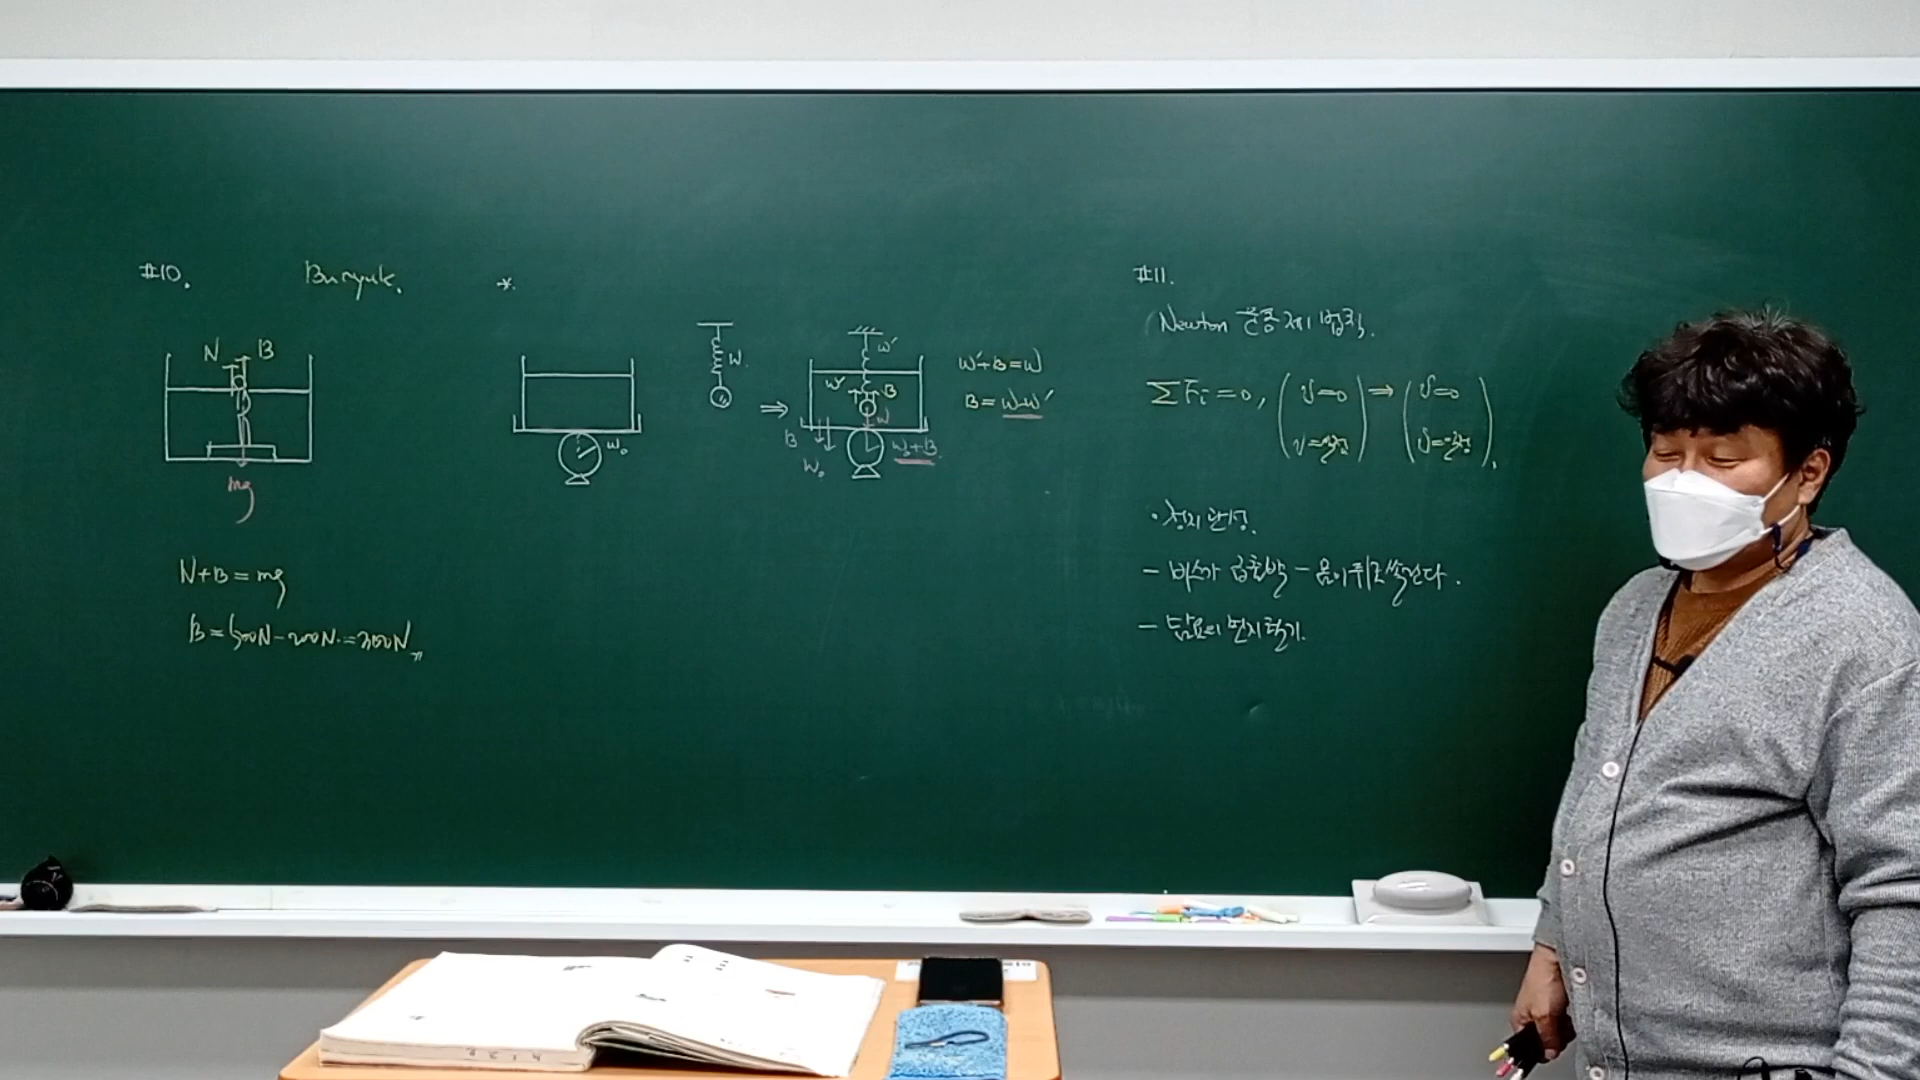 #10. Buryuk. *.
N B
mg
N+B = mg
B = 500N - 200N. = 300N
W₀
W.
W'
W' B
W
B
W₀
W₀+B.
W'+B = W
B = W-W'
#11.
Newton 운동 제1법칙.
ΣFi = 0, (v=0 v=일정) ⇒ (v=0 v=일정).
· 정지 관성.
- 버스가 급출발 - 몸이 뒤로 쏠린다.
- 담요의 먼지 털기.